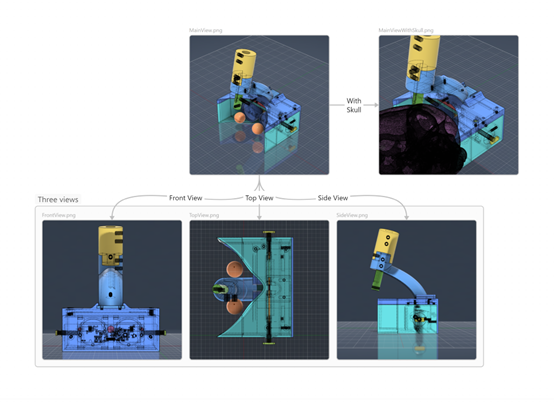 MainView.png
MainViewWithSkull.png
With
Skull
Front View
Top View
Side View
Three views
FrontView.png
TopView.png
SideView.png